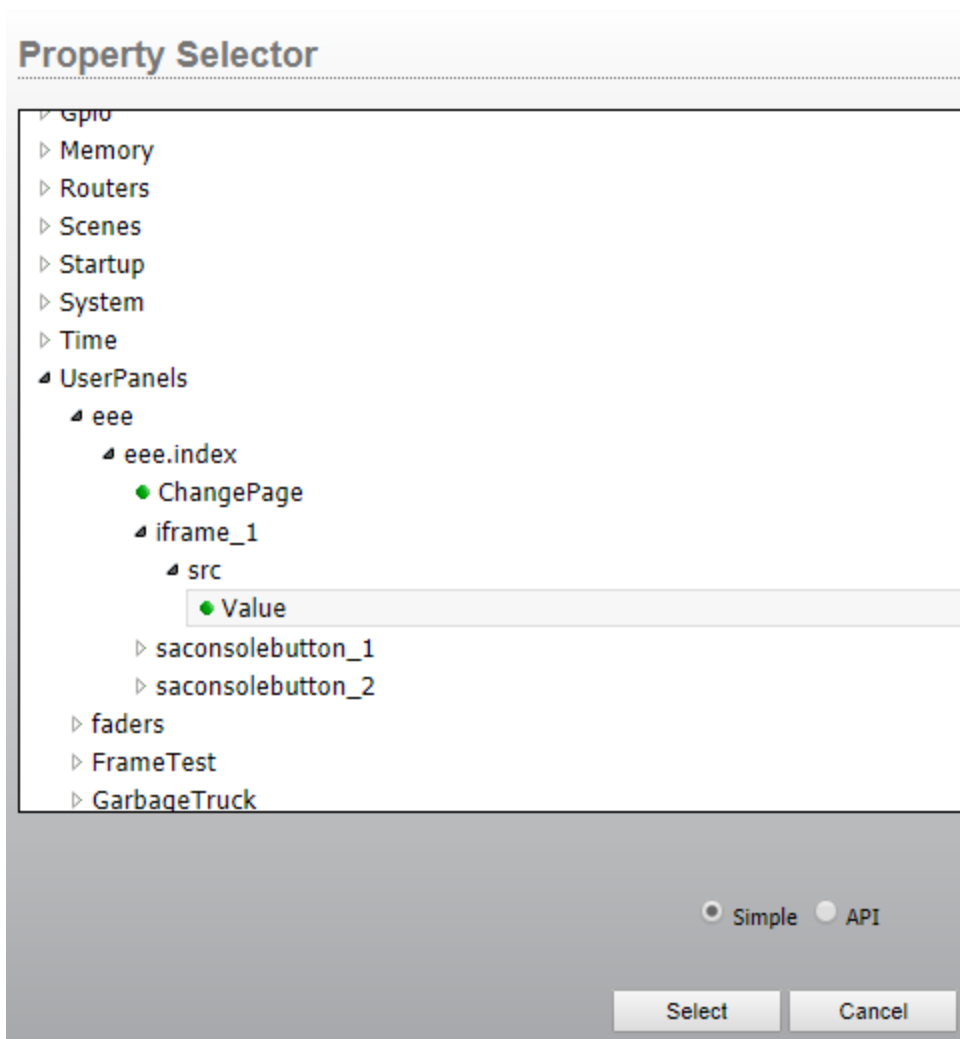 Property Selector
Gpio
Memory
Routers
Scenes
Startup
System
Time
UserPanels
eee
eee.index
ChangePage
iframe_1
src
Value
saconsolebutton_1
saconsolebutton_2
faders
FrameTest
GarbageTruck
Simple API
Select Cancel